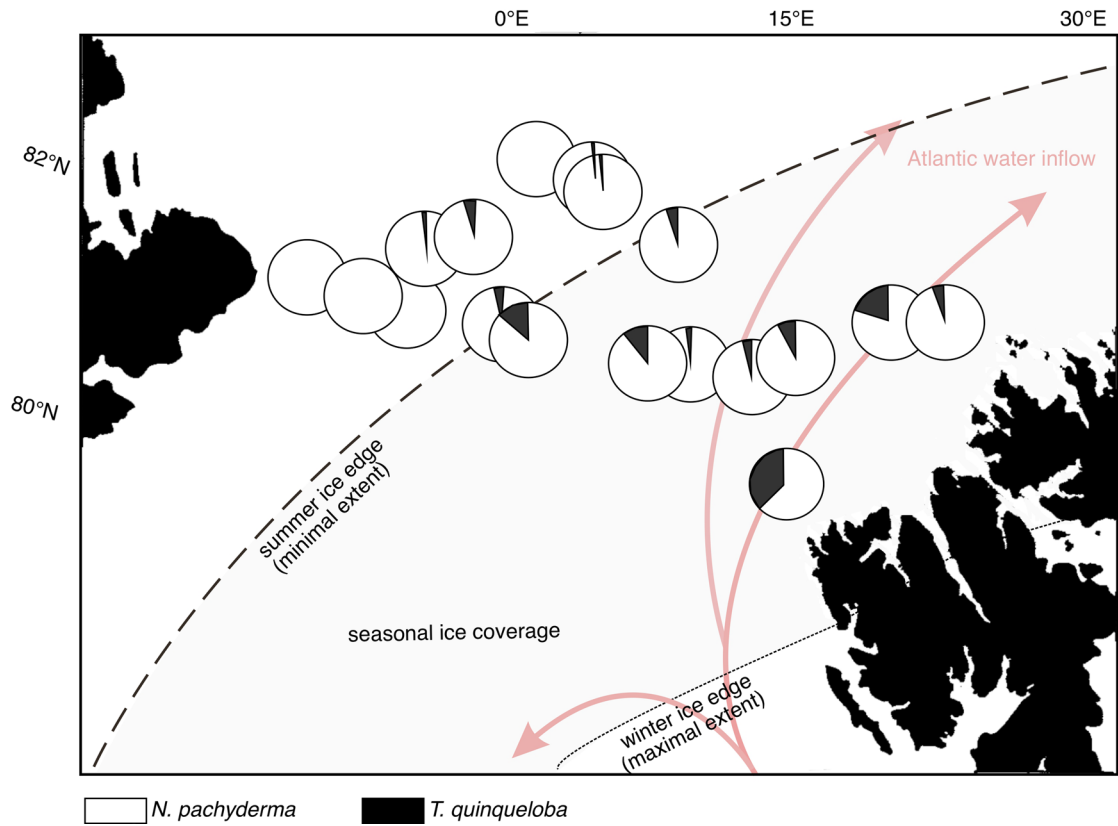 0°E 15°E 30°E
82°N
Atlantic water inflow
80°N
summer ice edge
(minimal extent)
seasonal ice coverage
winter ice edge
(maximal extent)
N. pachyderma T. quinqueloba